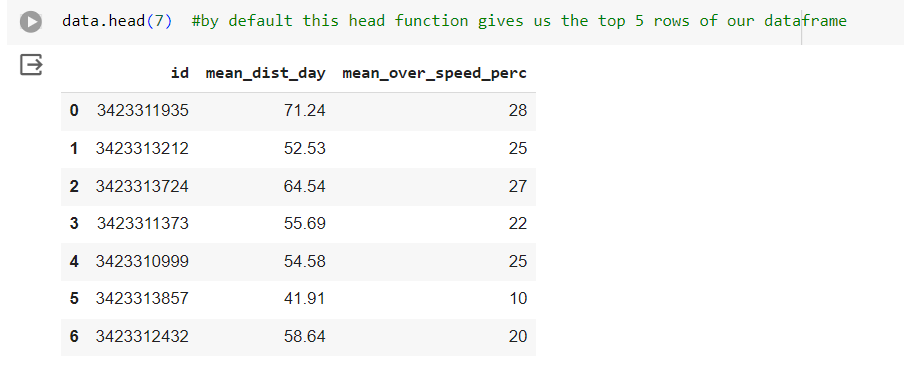 data.head(7) #by default this head function gives us the top 5 rows of our dataframe
id mean_dist_day mean_over_speed_perc
0 3423311935 71.24 28
1 3423313212 52.53 25
2 3423313724 64.54 27
3 3423311373 55.69 22
4 3423310999 54.58 25
5 3423313857 41.91 10
6 3423312432 58.64 20